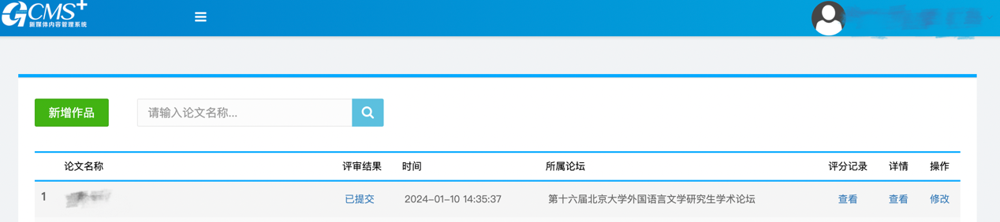 GCMS+
新媒体内容管理系统
新增作品
请输入论文名称...
论文名称 评审结果 时间 所属论坛 评分记录 详情 操作
1 已提交 2024-01-10 14:35:37 第十六届北京大学外国语言文学研究生学术论坛 查看 查看 修改